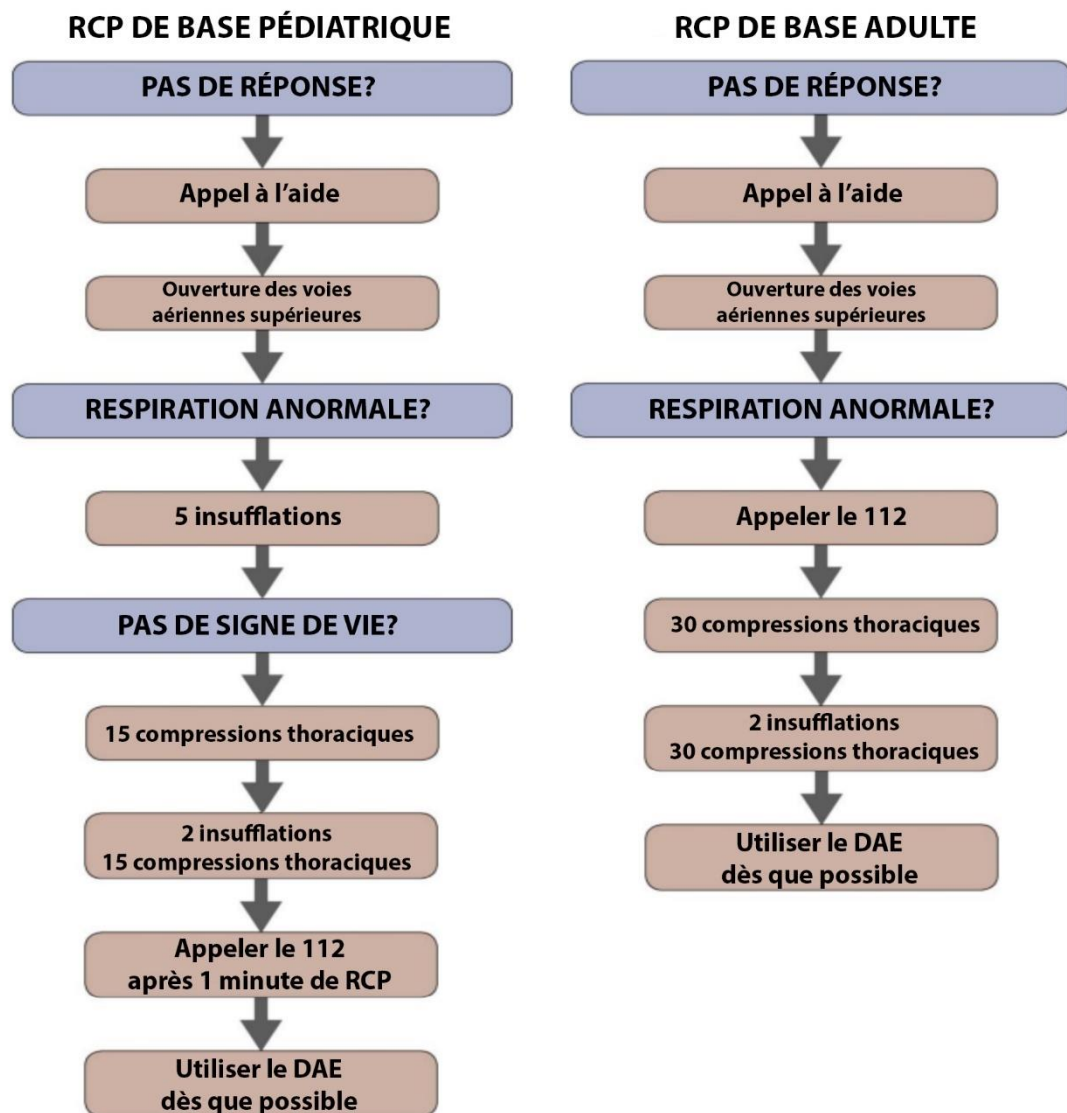 RCP DE BASE PÉDIATRIQUE
PAS DE RÉPONSE?
Appel à l'aide
Ouverture des voies
aériennes supérieures
RESPIRATION ANORMALE?
5 insufflations
PAS DE SIGNE DE VIE?
15 compressions thoraciques
2 insufflations
15 compressions thoraciques
Appeler le 112
après 1 minute de RCP
Utiliser le DAE
dès que possible
RCP DE BASE ADULTE
PAS DE RÉPONSE?
Appel à l'aide
Ouverture des voies
aériennes supérieures
RESPIRATION ANORMALE?
Appeler le 112
30 compressions thoraciques
2 insufflations
30 compressions thoraciques
Utiliser le DAE
dès que possible